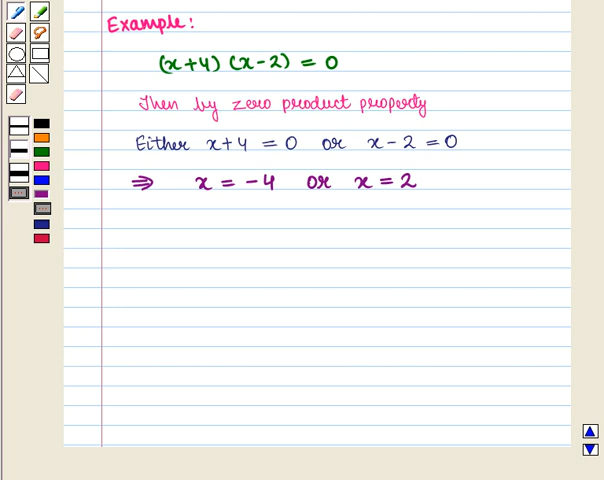 Example:
(x+4) (x-2) = 0
Then by zero product property
Either x+4 = 0 or x-2 = 0
⇒ x = -4 or x = 2